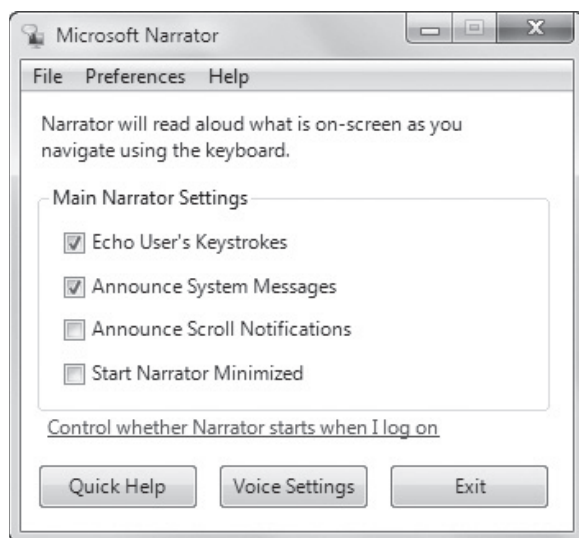 Microsoft Narrator
File Preferences Help
Narrator will read aloud what is on-screen as you
navigate using the keyboard.
Main Narrator Settings
Echo User's Keystrokes
Announce System Messages
Announce Scroll Notifications
Start Narrator Minimized
Control whether Narrator starts when I log on
Quick Help Voice Settings Exit